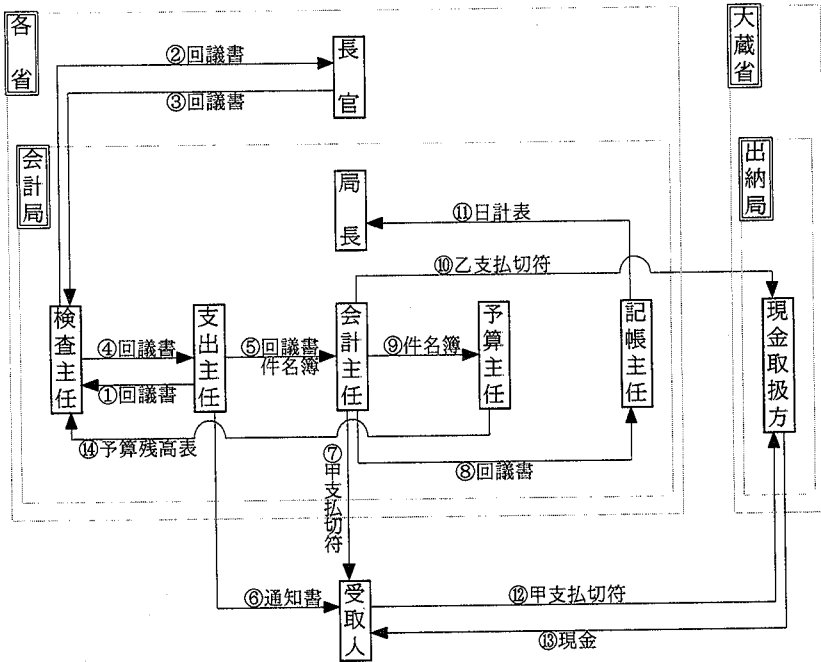 各省
大蔵省
②回議書
長官
③回議書
会計局
出納局
局長
⑪日計表
⑩乙支払切符
検査主任
支出主任
会計主任
予算主任
記帳主任
現金取扱方
④回議書
⑤回議書
件名簿
⑨件名簿
①回議書
⑭予算残高表
⑦甲支払切符
⑧回議書
⑥通知書
受取人
⑫甲支払切符
⑬現金